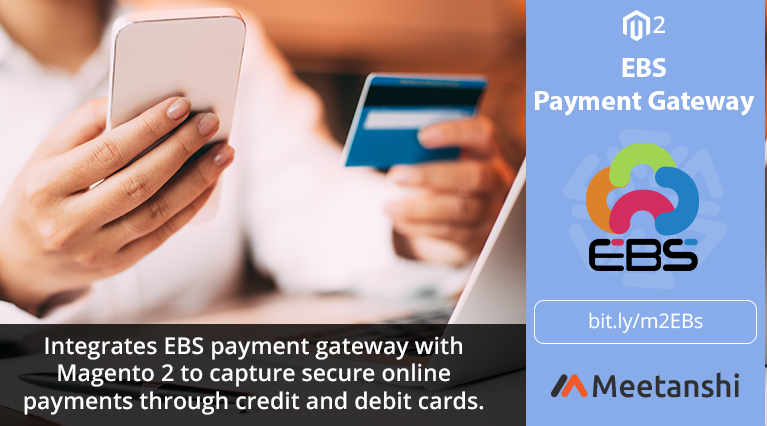 2
EBS
Payment Gateway
EBS
bit.ly/m2EBs
Meetanshi
Integrates EBS payment gateway with
Magento 2 to capture secure online
payments through credit and debit cards.